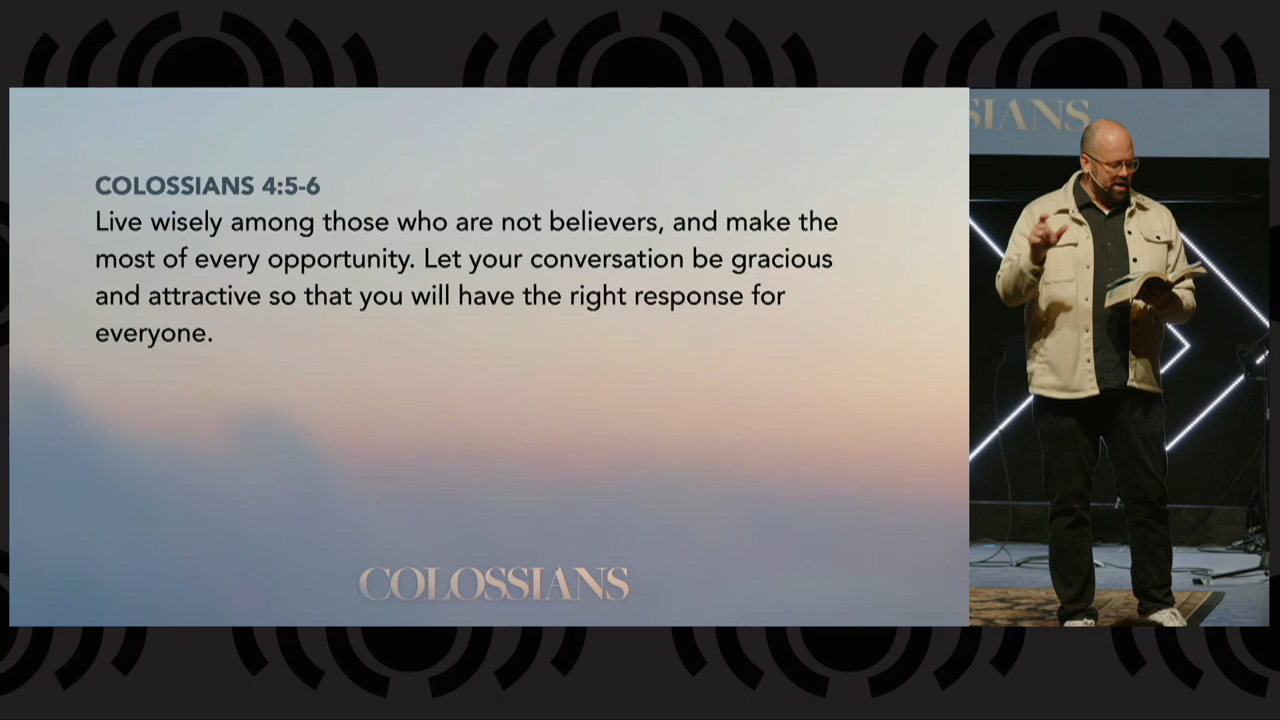 COLOSSIANS 4:5-6
Live wisely among those who are not believers, and make the
most of every opportunity. Let your conversation be gracious
and attractive so that you will have the right response for
everyone.
COLOSSIANS
SIANS